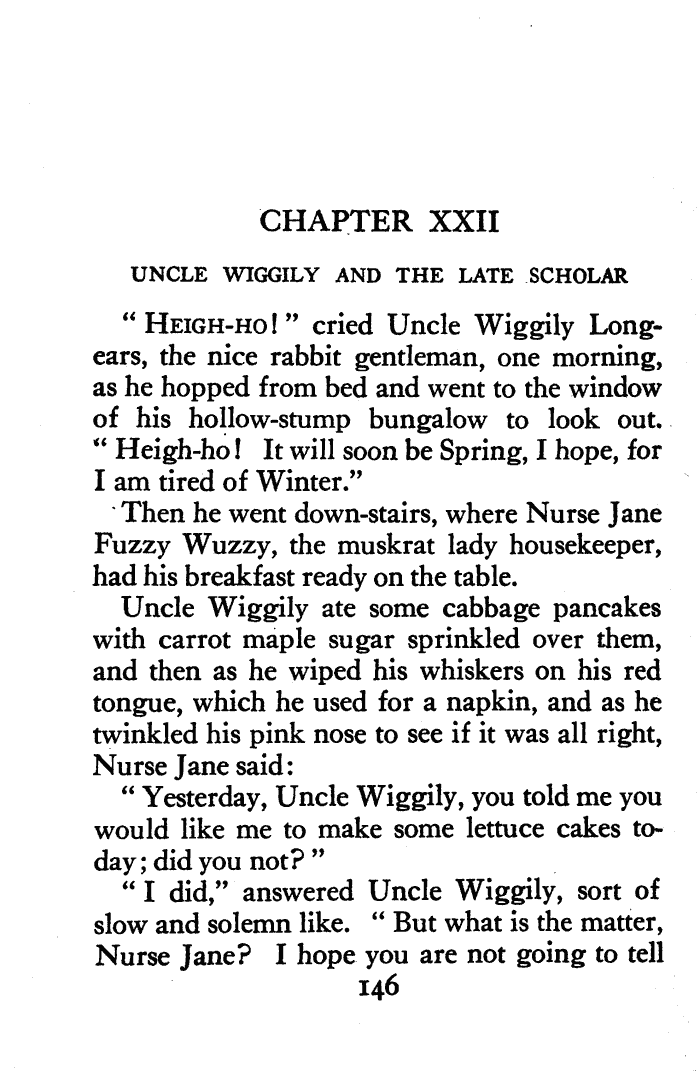 CHAPTER XXII
UNCLE WIGGILY AND THE LATE SCHOLAR
“ HEIGH-HO! ” cried Uncle Wiggily Long-
ears, the nice rabbit gentleman, one morning,
as he hopped from bed and went to the window
of his hollow-stump bungalow to look out.
“ Heigh-ho! It will soon be Spring, I hope, for
I am tired of Winter.”
Then he went down-stairs, where Nurse Jane
Fuzzy Wuzzy, the muskrat lady housekeeper,
had his breakfast ready on the table.
Uncle Wiggily ate some cabbage pancakes
with carrot maple sugar sprinkled over them,
and then as he wiped his whiskers on his red
tongue, which he used for a napkin, and as he
twinkled his pink nose to see if it was all right,
Nurse Jane said:
“ Yesterday, Uncle Wiggily, you told me you
would like me to make some lettuce cakes to-
day; did you not? ”
“ I did,” answered Uncle Wiggily, sort of
slow and solemn like. “ But what is the matter,
Nurse Jane? I hope you are not going to tell
146